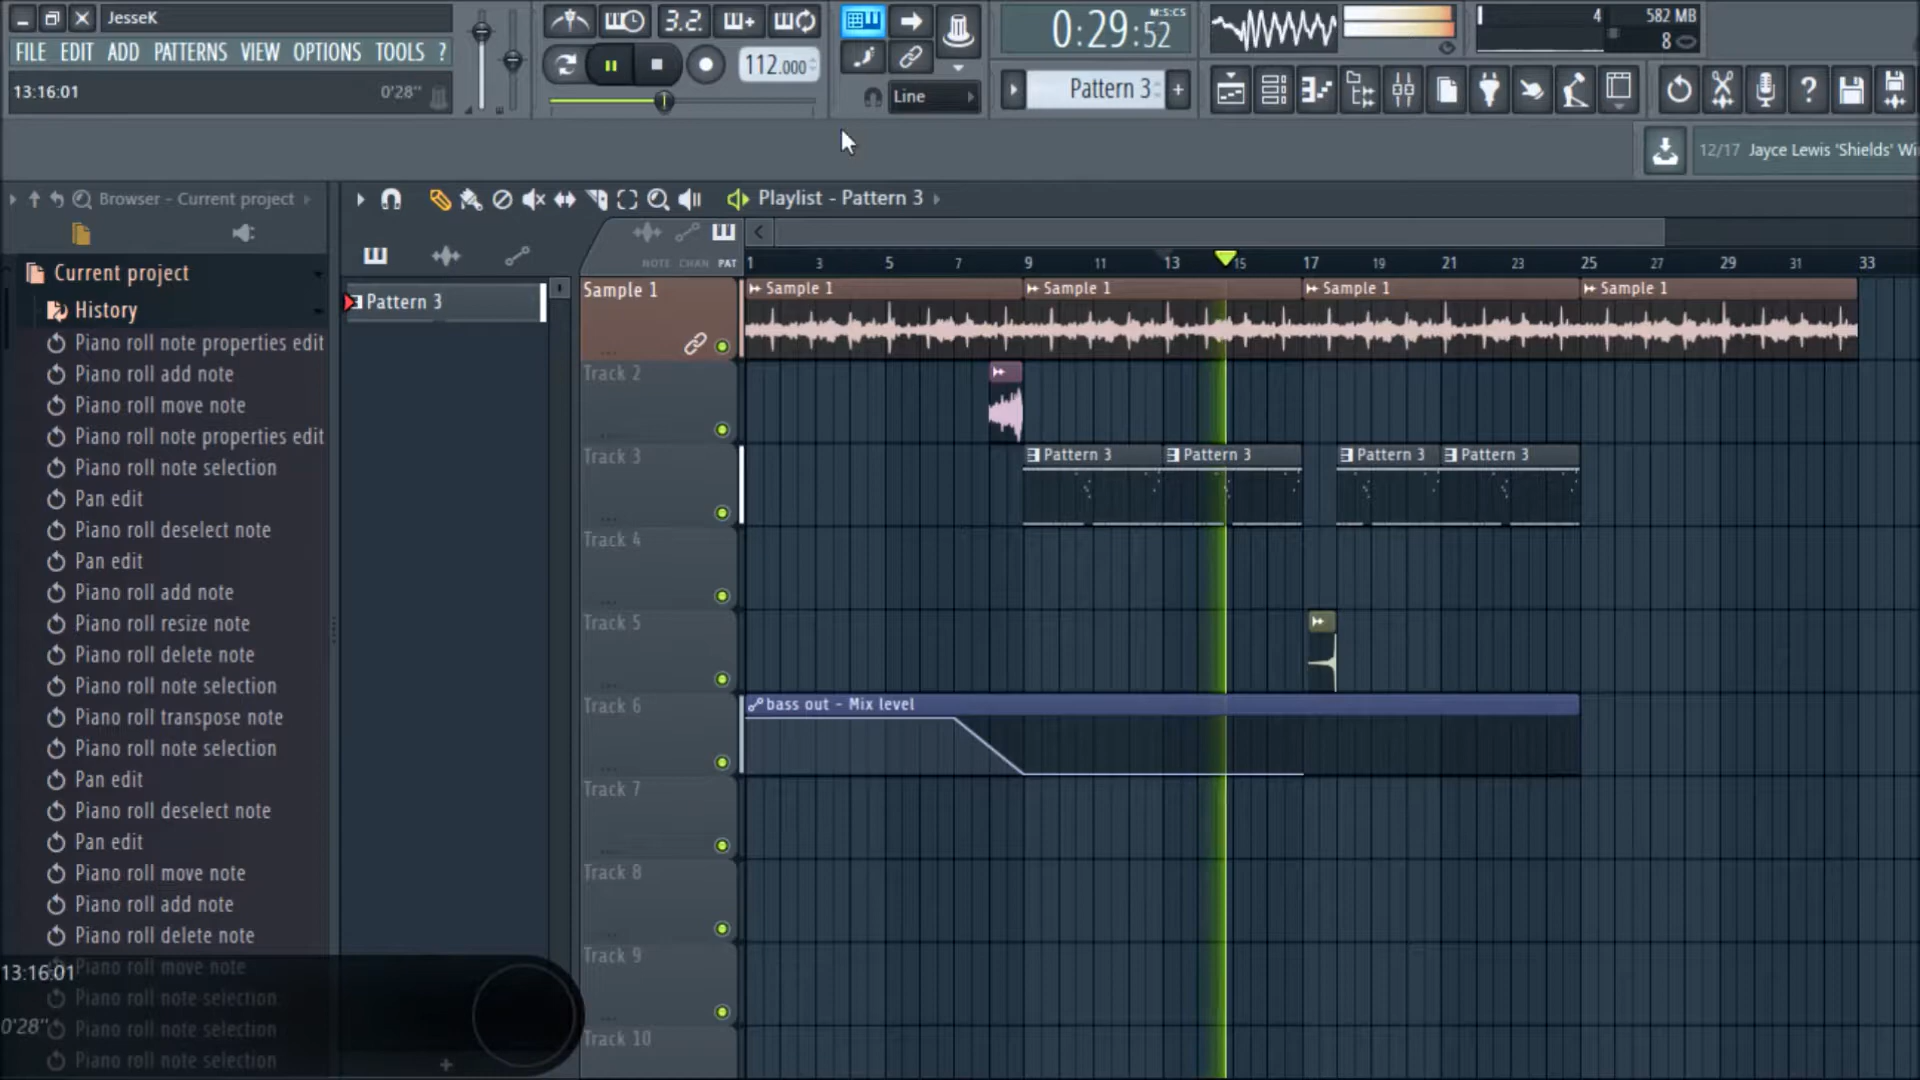 JesseK
FILE EDIT ADD PATTERNS VIEW OPTIONS TOOLS ?
13:16:01 0'28''
3.2.
112.000
Line
0:29:52 M:S:CS
Pattern 3
4 582 MB
8
12/17 Jayce Lewis 'Shields' Wi
Browser - Current project
Playlist - Pattern 3
NOTE CHAN PAT
1 3 5 7 9 11 13 15 17 19 21 23 25 27 29 31 33
Current project
History
Piano roll note properties edit
Piano roll add note
Piano roll move note
Piano roll note properties edit
Piano roll note selection
Pan edit
Piano roll deselect note
Pan edit
Piano roll add note
Piano roll resize note
Piano roll delete note
Piano roll note selection
Piano roll transpose note
Piano roll note selection
Pan edit
Piano roll deselect note
Pan edit
Piano roll move note
Piano roll add note
Piano roll delete note
Piano roll move note
Piano roll note selection
Piano roll note selection
Piano roll note selection
13:16:01
0'28''
Pattern 3
Sample 1
Sample 1 Sample 1 Sample 1 Sample 1
Track 2
Track 3
Pattern 3 Pattern 3 Pattern 3 Pattern 3
Track 4
Track 5
Track 6
bass out - Mix level
Track 7
Track 8
Track 9
Track 10